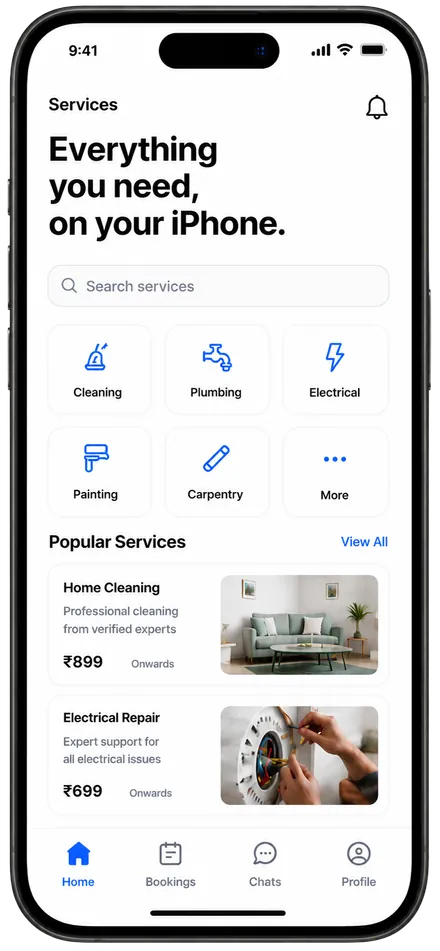 9:41
Services
Everything
you need,
on your iPhone.
Search services
Cleaning
Plumbing
Electrical
Painting
Carpentry
More
Popular Services
View All
Home Cleaning
Professional cleaning
from verified experts
₹899 Onwards
Electrical Repair
Expert support for
all electrical issues
₹699 Onwards
Home
Bookings
Chats
Profile